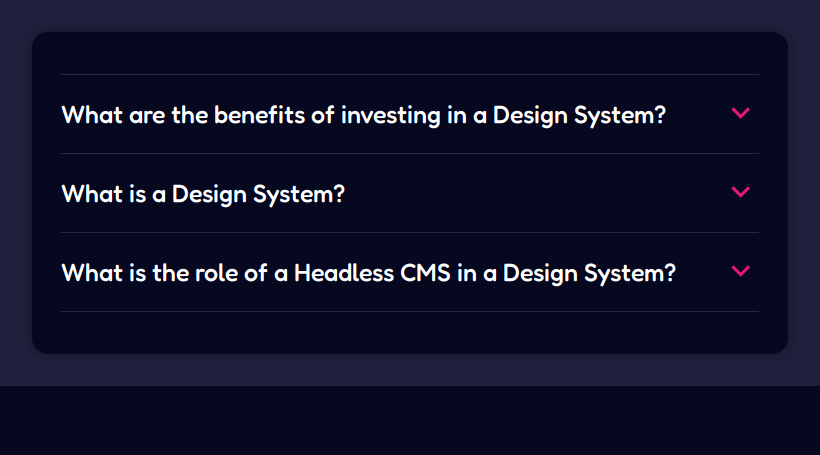 What are the benefits of investing in a Design System?
What is a Design System?
What is the role of a Headless CMS in a Design System?